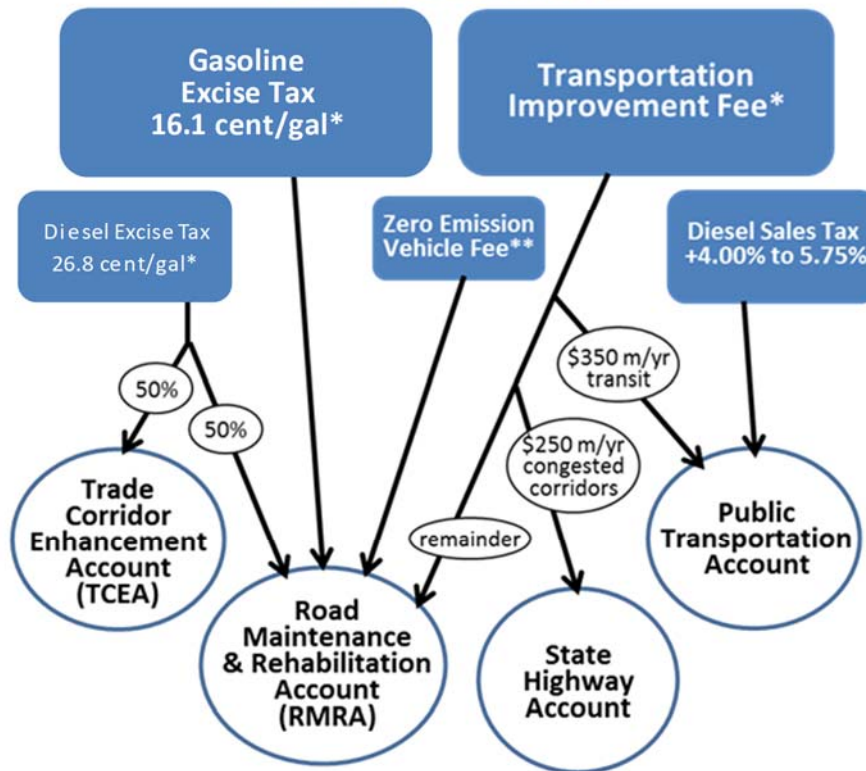 Gasoline
Excise Tax
16.1 cent/gal*
Transportation
Improvement Fee*
Diesel Excise Tax
26.8 cent/gal*
Zero Emission
Vehicle Fee**
Diesel Sales Tax
+4.00% to 5.75%
50%
50%
$350 m/yr
transit
$250 m/yr
congested
corridors
remainder
Trade
Corridor
Enhancement
Account
(TCEA)
Road
Maintenance
& Rehabilitation
Account
(RMRA)
State
Highway
Account
Public
Transportation
Account